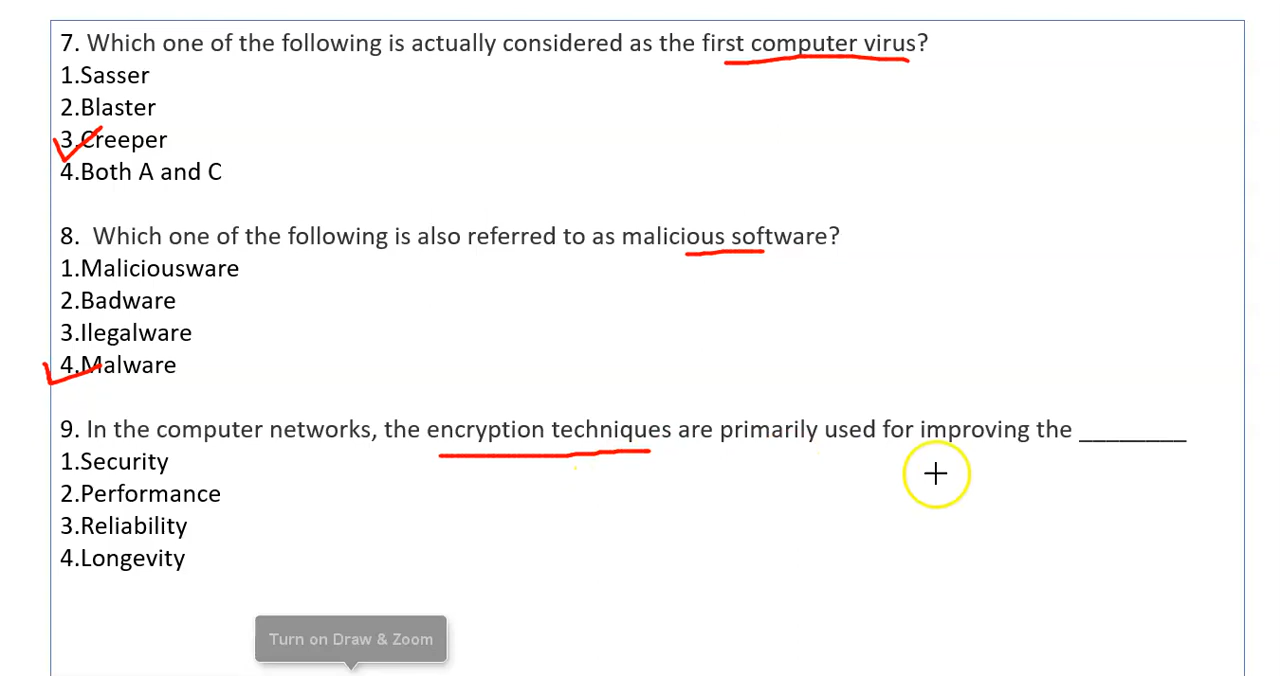 7. Which one of the following is actually considered as the first computer virus?
1.Sasser
2.Blaster
3.Creeper
4.Both A and C
8. Which one of the following is also referred to as malicious software?
1.Maliciousware
2.Badware
3.Ilegalware
4.Malware
9. In the computer networks, the encryption techniques are primarily used for improving the ________
1.Security
2.Performance
3.Reliability
4.Longevity
Turn on Draw & Zoom